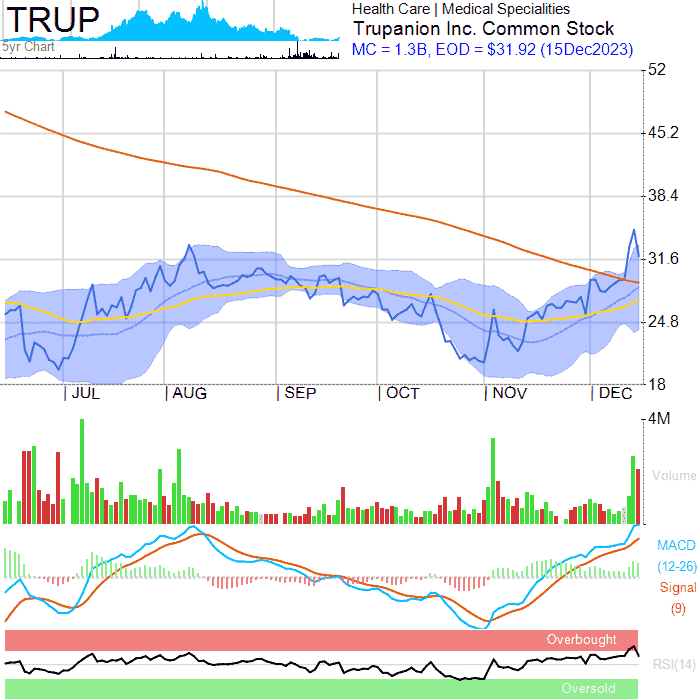 TRUP
5yr Chart
Health Care | Medical Specialities
Trupanion Inc. Common Stock
MC = 1.3B, EOD = $31.92 (15Dec2023)
52
45.2
38.4
31.6
24.8
18
JUL
AUG
SEP
OCT
NOV
DEC
4M
Volume
MACD
(12-26)
Signal
(9)
Overbought
RSI(14)
Oversold